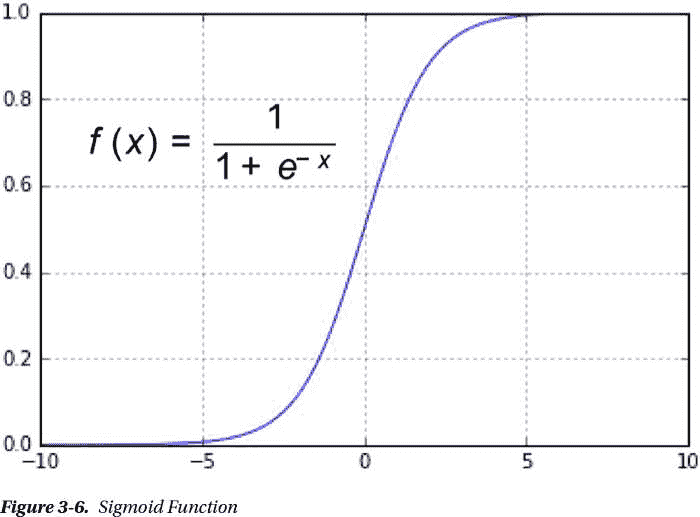 1.0
0.8
f (x) = 1 / 1 + e^{- x}
0.6
0.4
0.2
0.0
−10 −5 0 5 10
Figure 3-6. Sigmoid Function